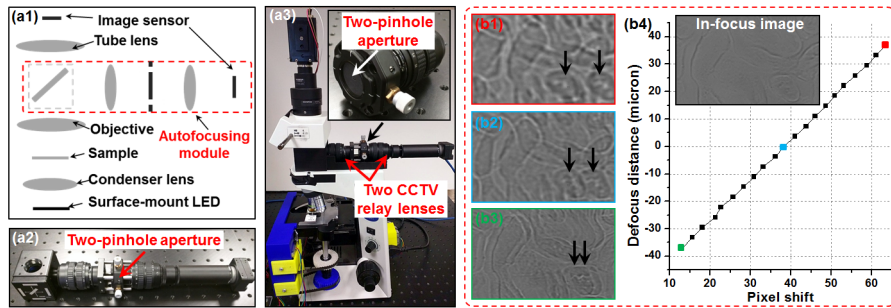 (a1)
Image sensor
Tube lens
Autofocusing
module
Objective
Sample
Condenser lens
Surface-mount LED
(a2)
Two-pinhole aperture
(a3)
Two-pinhole
aperture
Two CCTV
relay lenses
(b1)
(b2)
(b3)
(b4)
In-focus image
Defocus distance (micron)
40
30
20
10
0
-10
-20
-30
-40
10 20 30 40 50 60
Pixel shift